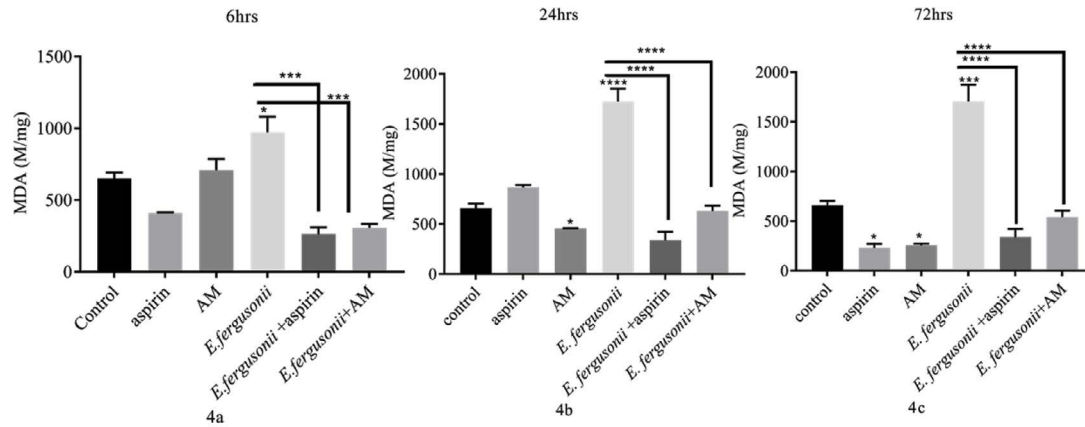 6hrs
24hrs
72hrs
MDA (M/mg)
1500
1000
500
0
***
***
*
Control
aspirin
AM
E.fergusonii
E.fergusonii +aspirin
E.fergusonii+AM
4a
MDA (M/mg)
2000
1500
1000
500
0
****
****
****
*
control
aspirin
AM
E. fergusonii
E. fergusonii +aspirin
E. fergusonii+AM
4b
MDA (M/mg)
2000
1500
1000
500
0
****
****
***
*
*
control
aspirin
AM
E. fergusonii
E. fergusonii +aspirin
E. fergusonii+AM
4c